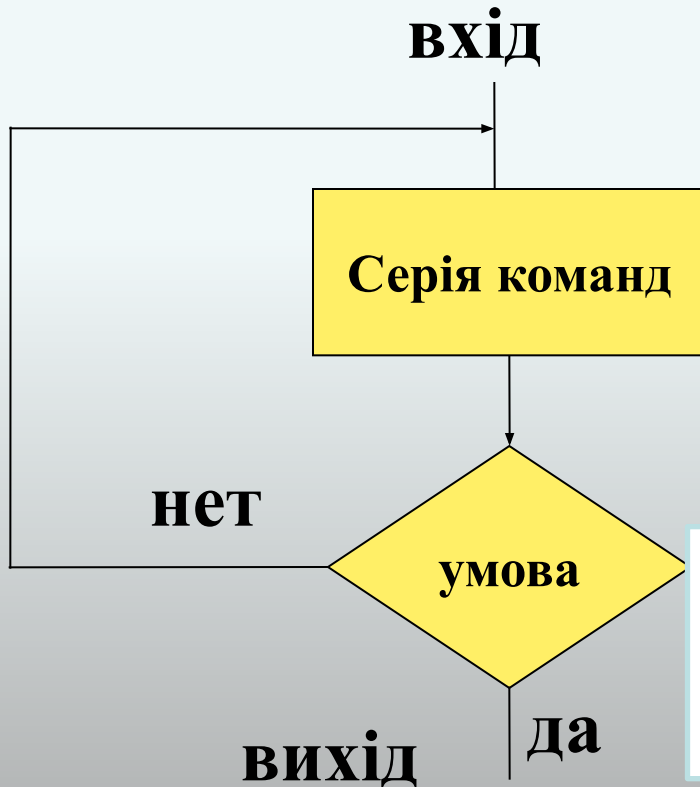 вхід
Серія команд
нет
умова
да
вихід